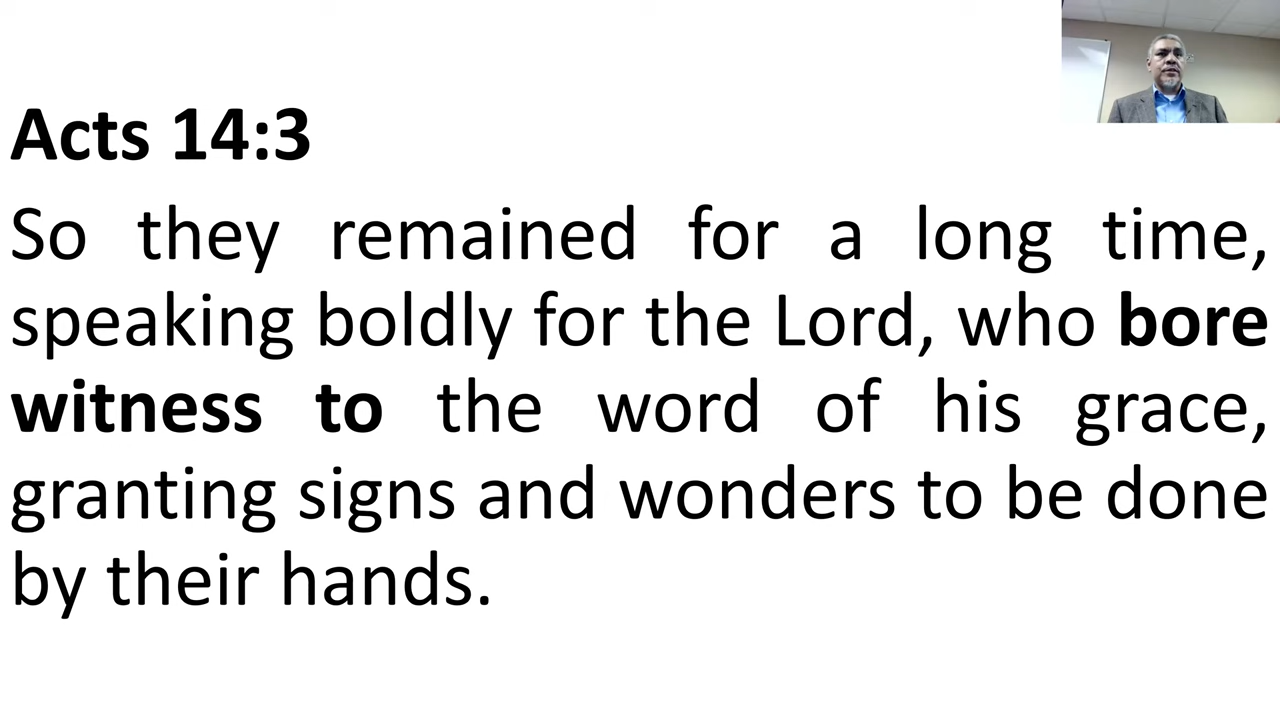 Acts 14:3
So they remained for a long time,
speaking boldly for the Lord, who bore
witness to the word of his grace,
granting signs and wonders to be done
by their hands.